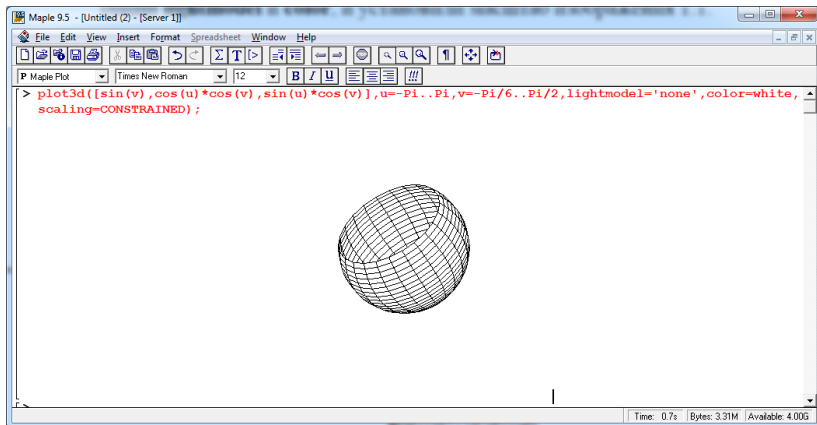 Maple 9.5 - [Untitled (2) - [Server 1]]
File Edit View Insert Format Spreadsheet Window Help
P Maple Plot Times New Roman 12 B I U !!!
> plot3d([sin(v),cos(u)*cos(v),sin(u)*cos(v)],u=-Pi..Pi,v=-Pi/6..Pi/2,lightmodel='none',color=white,
scaling=CONSTRAINED);
Time: 0.7s Bytes: 3.31M Available: 4.00G